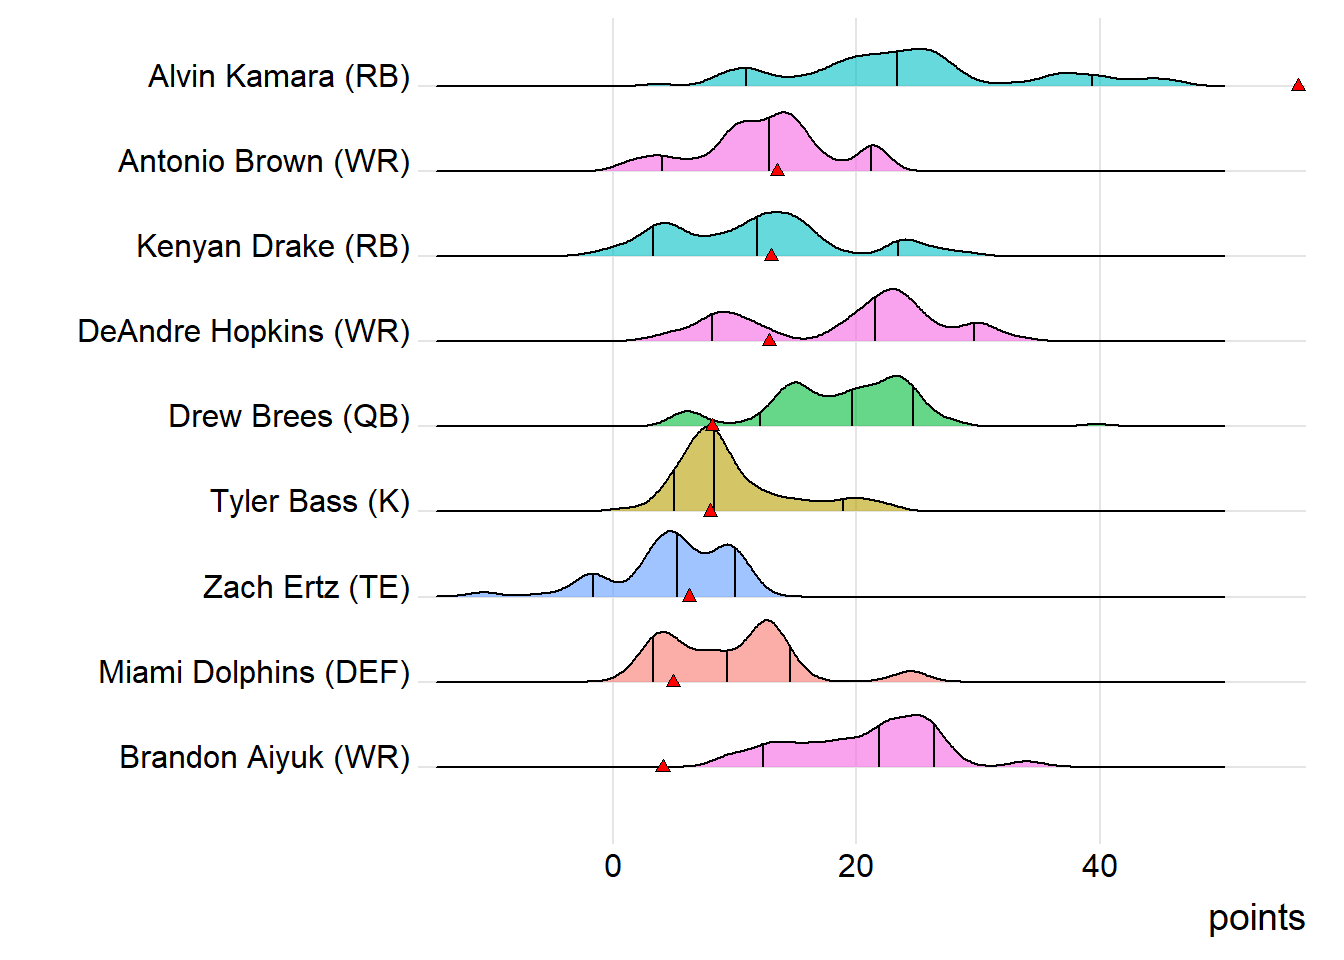 Alvin Kamara (RB)
Antonio Brown (WR)
Kenyan Drake (RB)
DeAndre Hopkins (WR)
Drew Brees (QB)
Tyler Bass (K)
Zach Ertz (TE)
Miami Dolphins (DEF)
Brandon Aiyuk (WR)
0 20 40
points